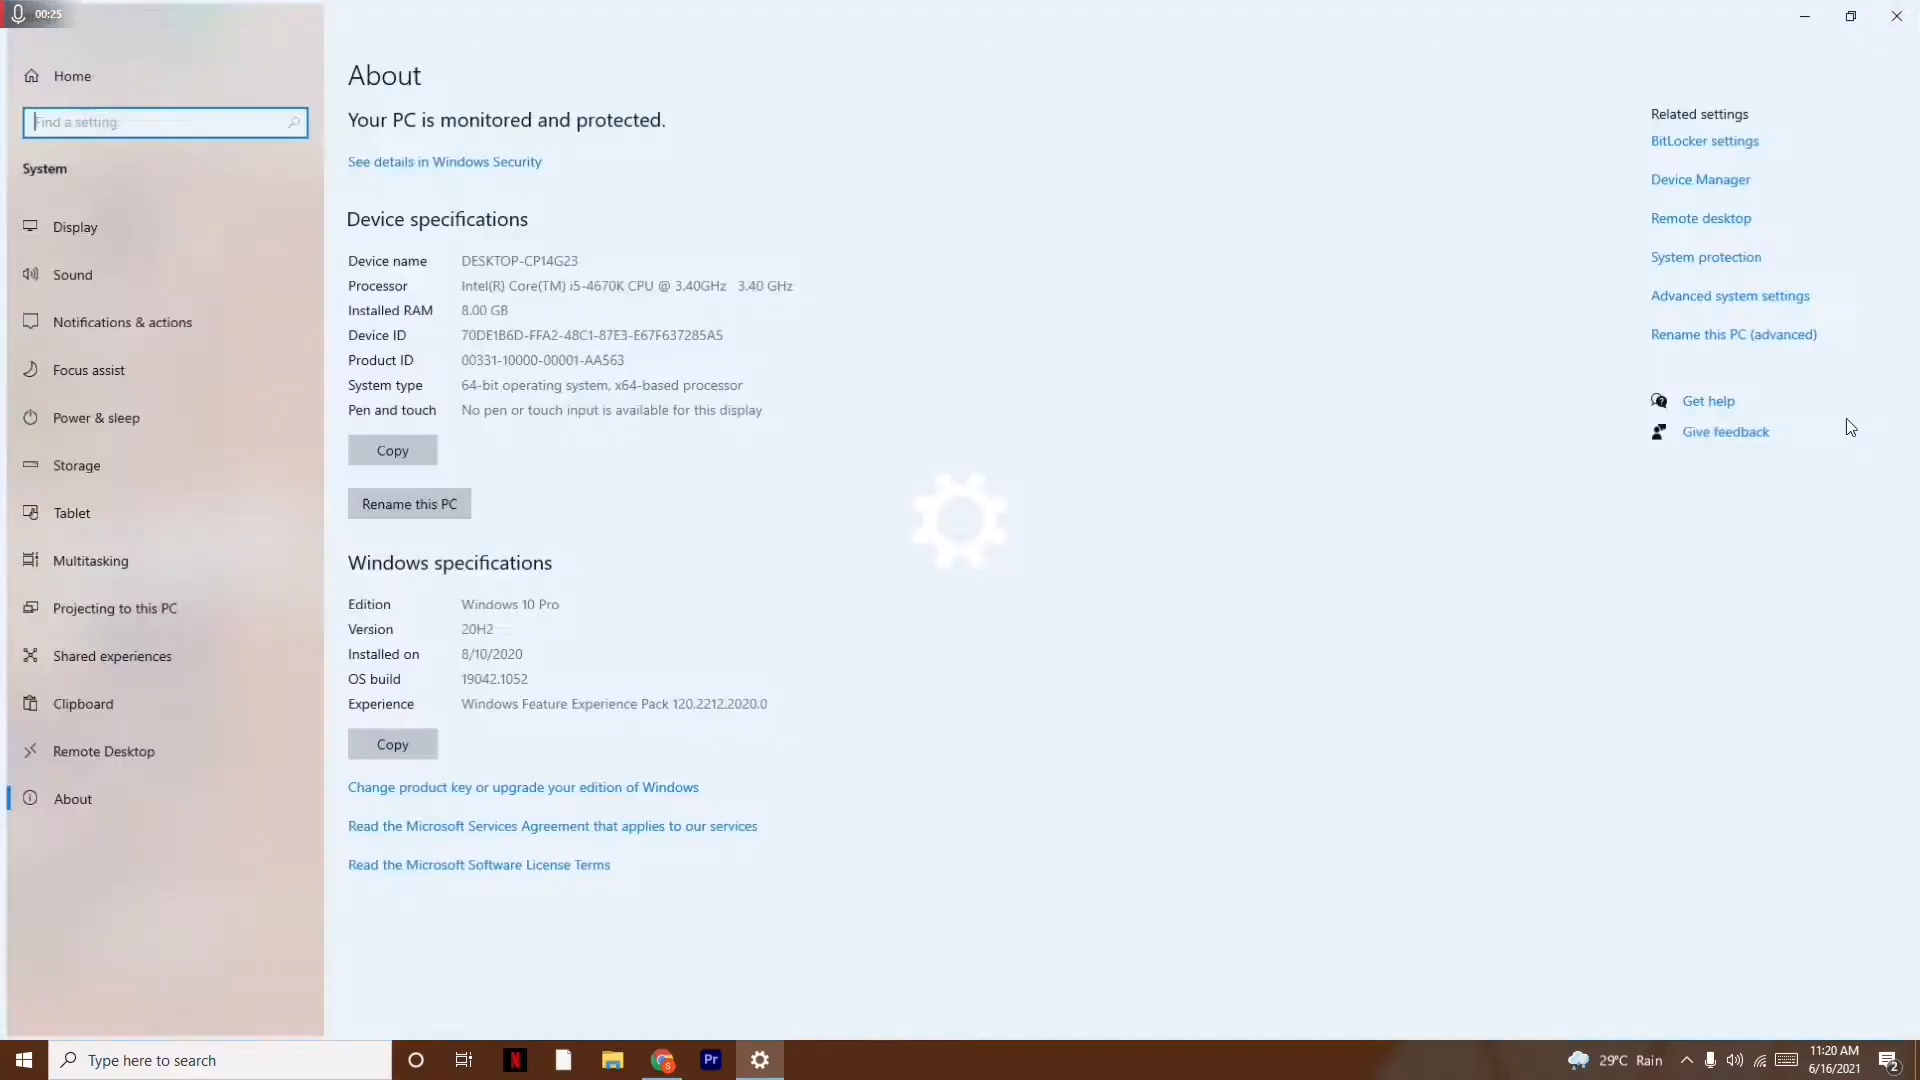 00:25
Home
Find a setting
System
Display
Sound
Notifications & actions
Focus assist
Power & sleep
Storage
Tablet
Multitasking
Projecting to this PC
Shared experiences
Clipboard
Remote Desktop
About
About
Your PC is monitored and protected.
See details in Windows Security
Device specifications
Device name DESKTOP-CP14G23
Processor Intel(R) Core(TM) i5-4670K CPU @ 3.40GHz 3.40 GHz
Installed RAM 8.00 GB
Device ID 70DE1B6D-FFA2-48C1-87E3-E67F637285A5
Product ID 00331-10000-00001-AA563
System type 64-bit operating system, x64-based processor
Pen and touch No pen or touch input is available for this display
Copy
Rename this PC
Windows specifications
Edition Windows 10 Pro
Version 20H2
Installed on 8/10/2020
OS build 19042.1052
Experience Windows Feature Experience Pack 120.2212.2020.0
Copy
Change product key or upgrade your edition of Windows
Read the Microsoft Services Agreement that applies to our services
Read the Microsoft Software License Terms
Related settings
BitLocker settings
Device Manager
Remote desktop
System protection
Advanced system settings
Rename this PC (advanced)
Get help
Give feedback
Type here to search
N
S
Pr
29°C Rain
11:20 AM
6/16/2021
2